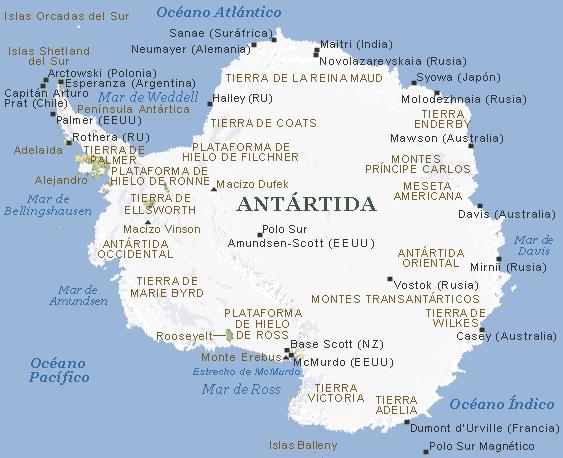 Islas Orcadas del Sur
Océano Atlántico
Sanae (Suráfrica)
Neumayer (Alemania)
Maitri (India)
Novolazarevskaya (Rusia)
Islas Shetland
del Sur
Arctowski (Polonia)
Esperanza (Argentina)
Capitán Arturo
Prat (Chile)
Mar de Weddell
Península Antártica
Halley (RU)
TIERRA DE LA REINA MAUD
Syowa (Japón)
Molodezhnaia (Rusia)
Palmer (EEUU)
Rothera (RU)
TIERRA DE COATS
TIERRA
ENDERBY
Mawson (Australia)
Adelaida
TIERRA DE
PALMER
PLATAFORMA DE
HIELO DE FILCHNER
MONTES
PRÍNCIPE CARLOS
Alejandro
PLATAFORMA DE
HIELO DE RONNE
Macizo Dufek
MESETA
AMERICANA
TIERRA DE
ELLSWORTH
ANTÁRTIDA
Mar de
Bellingshausen
Davis (Australia)
Macizo Vinson
Polo Sur
Amundsen-Scott (EEUU)
Mar de
Davis
ANTÁRTIDA
OCCIDENTAL
ANTÁRTIDA
ORIENTAL
Mirnii (Rusia)
TIERRA DE
MARIE BYRD
Vostok (Rusia)
Mar de
Amundsen
MONTES TRANSANTÁRTICOS
PLATAFORMA
DE HIELO
DE ROSS
TIERRA DE
WILKES
Roosevelt
Casey (Australia)
Base Scott (NZ)
Monte Erebus
McMurdo (EEUU)
Océano
Pacífico
Estrecho de McMurdo
Mar de Ross
TIERRA
VICTORIA
TIERRA
ADELIA
Océano Índico
Dumont d'Urville (Francia)
Islas Balleny
Polo Sur Magnético